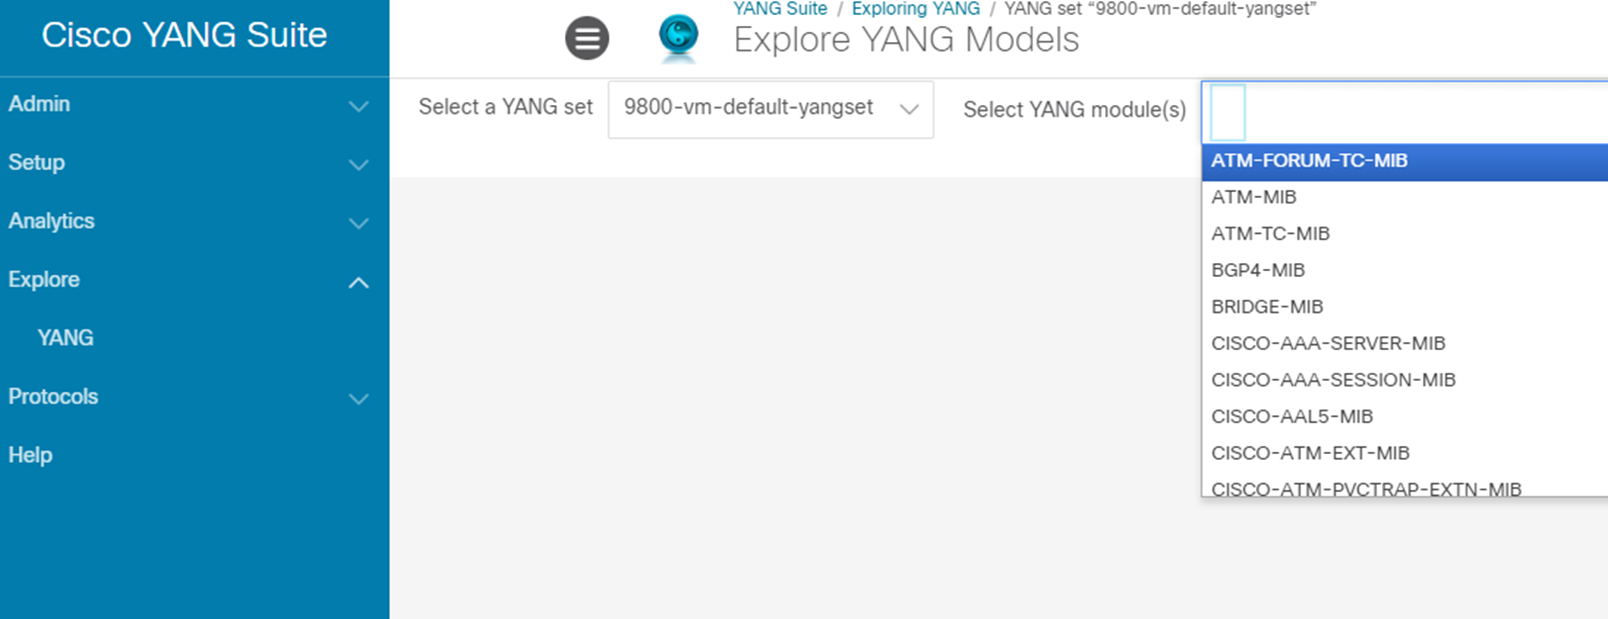 Cisco YANG Suite
Admin
Setup
Analytics
Explore
YANG
Protocols
Help
YANG Suite / Exploring YANG / YANG set “9800-vm-default-yangset”
Explore YANG Models
Select a YANG set 9800-vm-default-yangset Select YANG module(s)
ATM-FORUM-TC-MIB
ATM-MIB
ATM-TC-MIB
BGP4-MIB
BRIDGE-MIB
CISCO-AAA-SERVER-MIB
CISCO-AAA-SESSION-MIB
CISCO-AAL5-MIB
CISCO-ATM-EXT-MIB
CISCO-ATM-PVCTRAP-EXTN-MIB